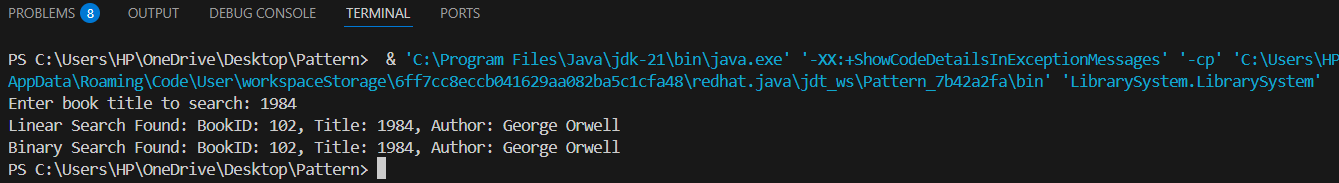 PROBLEMS 8 OUTPUT DEBUG CONSOLE TERMINAL PORTS
PS C:\Users\HP\OneDrive\Desktop\Pattern>  & 'C:\Program Files\Java\jdk-21\bin\java.exe' '-XX:+ShowCodeDetailsInExceptionMessages' '-cp' 'C:\Users\HP
AppData\Roaming\Code\User\workspaceStorage\6ff7cc8eccb041629aa082ba5c1cfa48\redhat.java\jdt_ws\Pattern_7b42a2fa\bin' 'LibrarySystem.LibrarySystem'
Enter book title to search: 1984
Linear Search Found: BookID: 102, Title: 1984, Author: George Orwell
Binary Search Found: BookID: 102, Title: 1984, Author: George Orwell
PS C:\Users\HP\OneDrive\Desktop\Pattern>